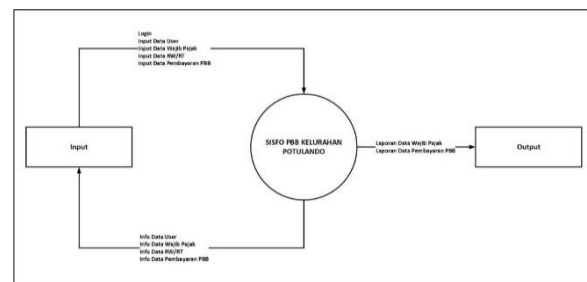 Login
Input Data User
Input Data Wajib Pajak
Input Data RW/RT
Input Data Pembayaran PBB
Input
SISFO PBB KELURAHAN
POTULANDO
Laporan Data Wajib Pajak
Laporan Data Pembayaran PBB
Output
Info Data User
Info Data Wajib Pajak
Info Data RW/RT
Info Data Pembayaran PBB